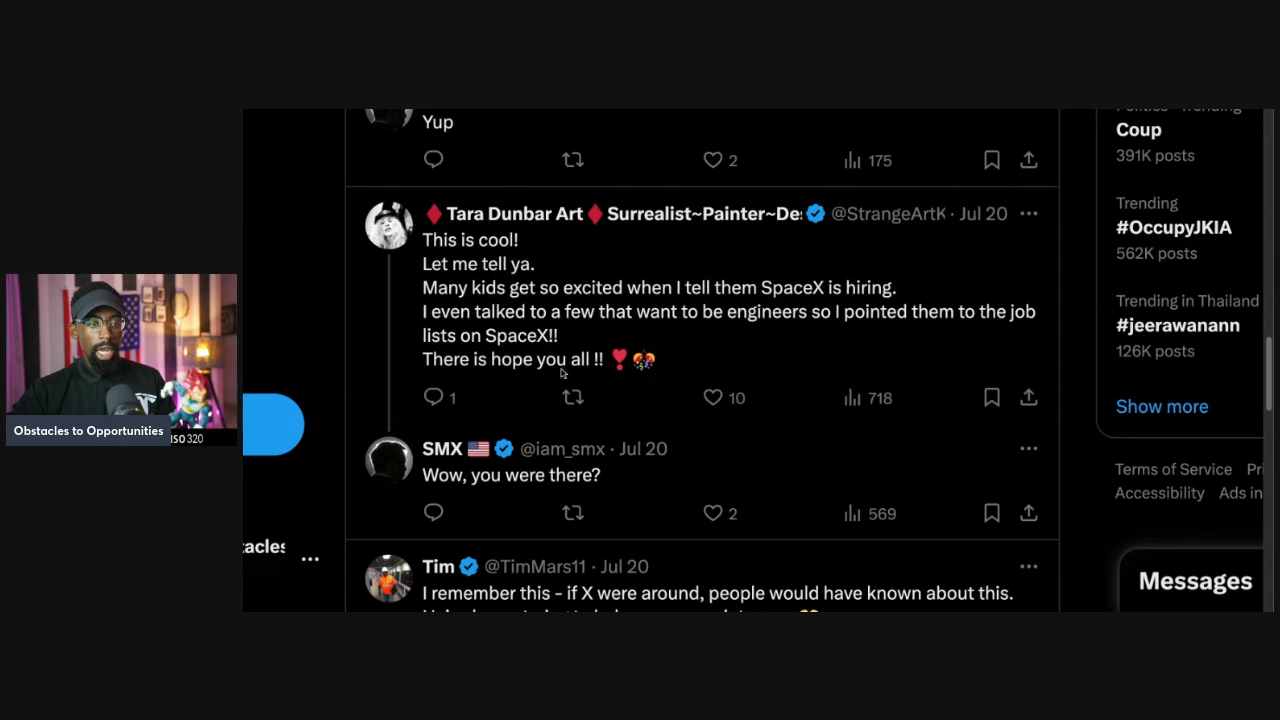 Yup
2
175
Tara Dunbar Art Surrealist~Painter~De @StrangeArtK · Jul 20
This is cool!
Let me tell ya.
Many kids get so excited when I tell them SpaceX is hiring.
I even talked to a few that want to be engineers so I pointed them to the job
lists on SpaceX!!
There is hope you all !!
1
10
718
SMX @iam_smx · Jul 20
Wow, you were there?
2
569
Tim @TimMars11 · Jul 20
I remember this - if X were around, people would have known about this.
Coup
391K posts
Trending
#OccupyJKIA
562K posts
Trending in Thailand
#jeerawanann
126K posts
Show more
Terms of Service
Accessibility Ads in
Messages
Obstacles to Opportunities
ISO 320